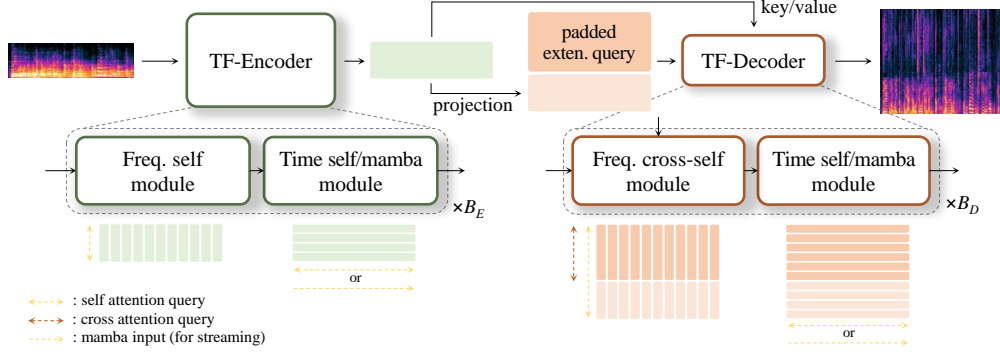 key/value
TF-Encoder
padded
exten. query
TF-Decoder
projection
Freq. self
module
Time self/mamba
module
×B_E
Freq. cross-self
module
Time self/mamba
module
×B_D
or
: self attention query
: cross attention query
: mamba input (for streaming)
or